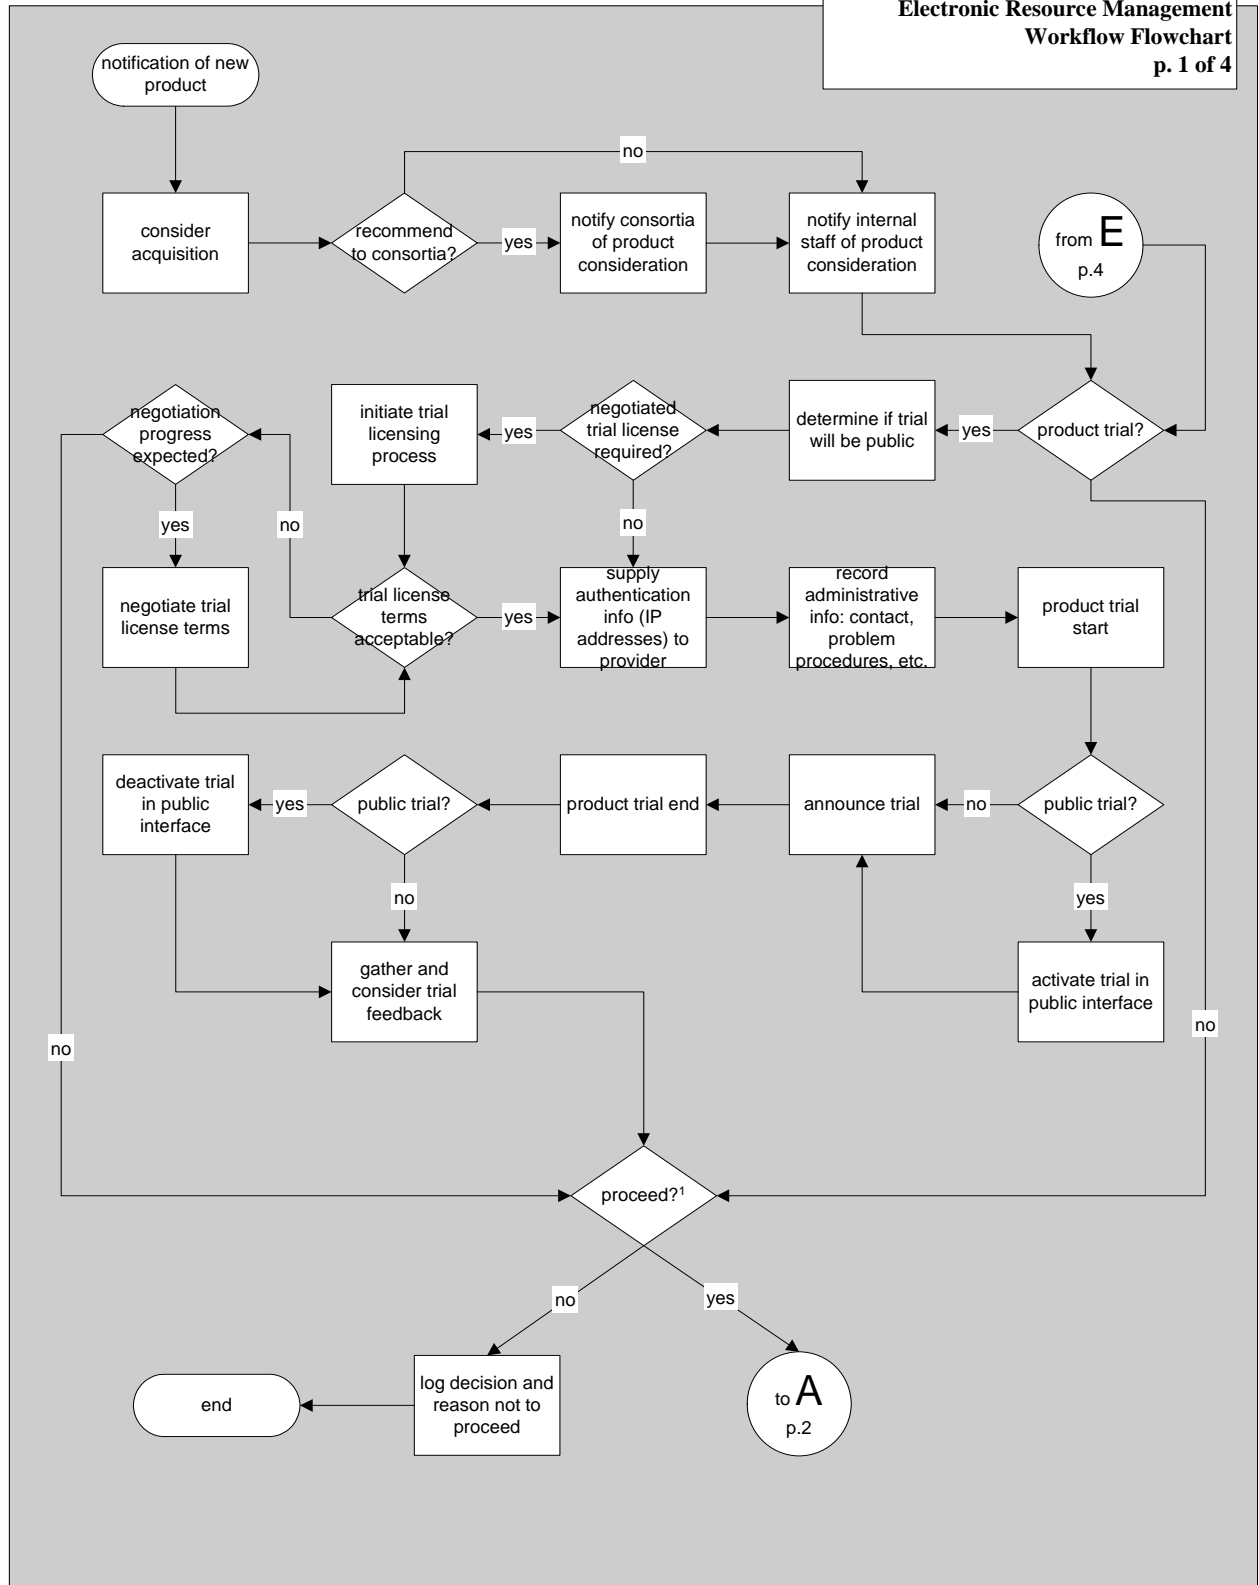 Electronic Resource Management
Workflow Flowchart
p. 1 of 4
notification of new
product
no
consider
acquisition
recommend
to consortia?
yes
notify consortia
of product
consideration
notify internal
staff of product
consideration
from E
p.4
negotiation
progress
expected?
initiate trial
licensing
process
yes
negotiated
trial license
required?
determine if trial
will be public
yes
product trial?
yes
no
no
negotiate trial
license terms
trial license
terms
acceptable?
yes
supply
authentication
info (IP
addresses) to
provider
record
administrative
info: contact,
problem
procedures, etc.
product trial
start
deactivate trial
in public
interface
yes
public trial?
product trial end
announce trial
no
public trial?
no
yes
gather and
consider trial
feedback
activate trial in
public interface
no
no
proceed?¹
no
yes
end
log decision and
reason not to
proceed
to A
p.2